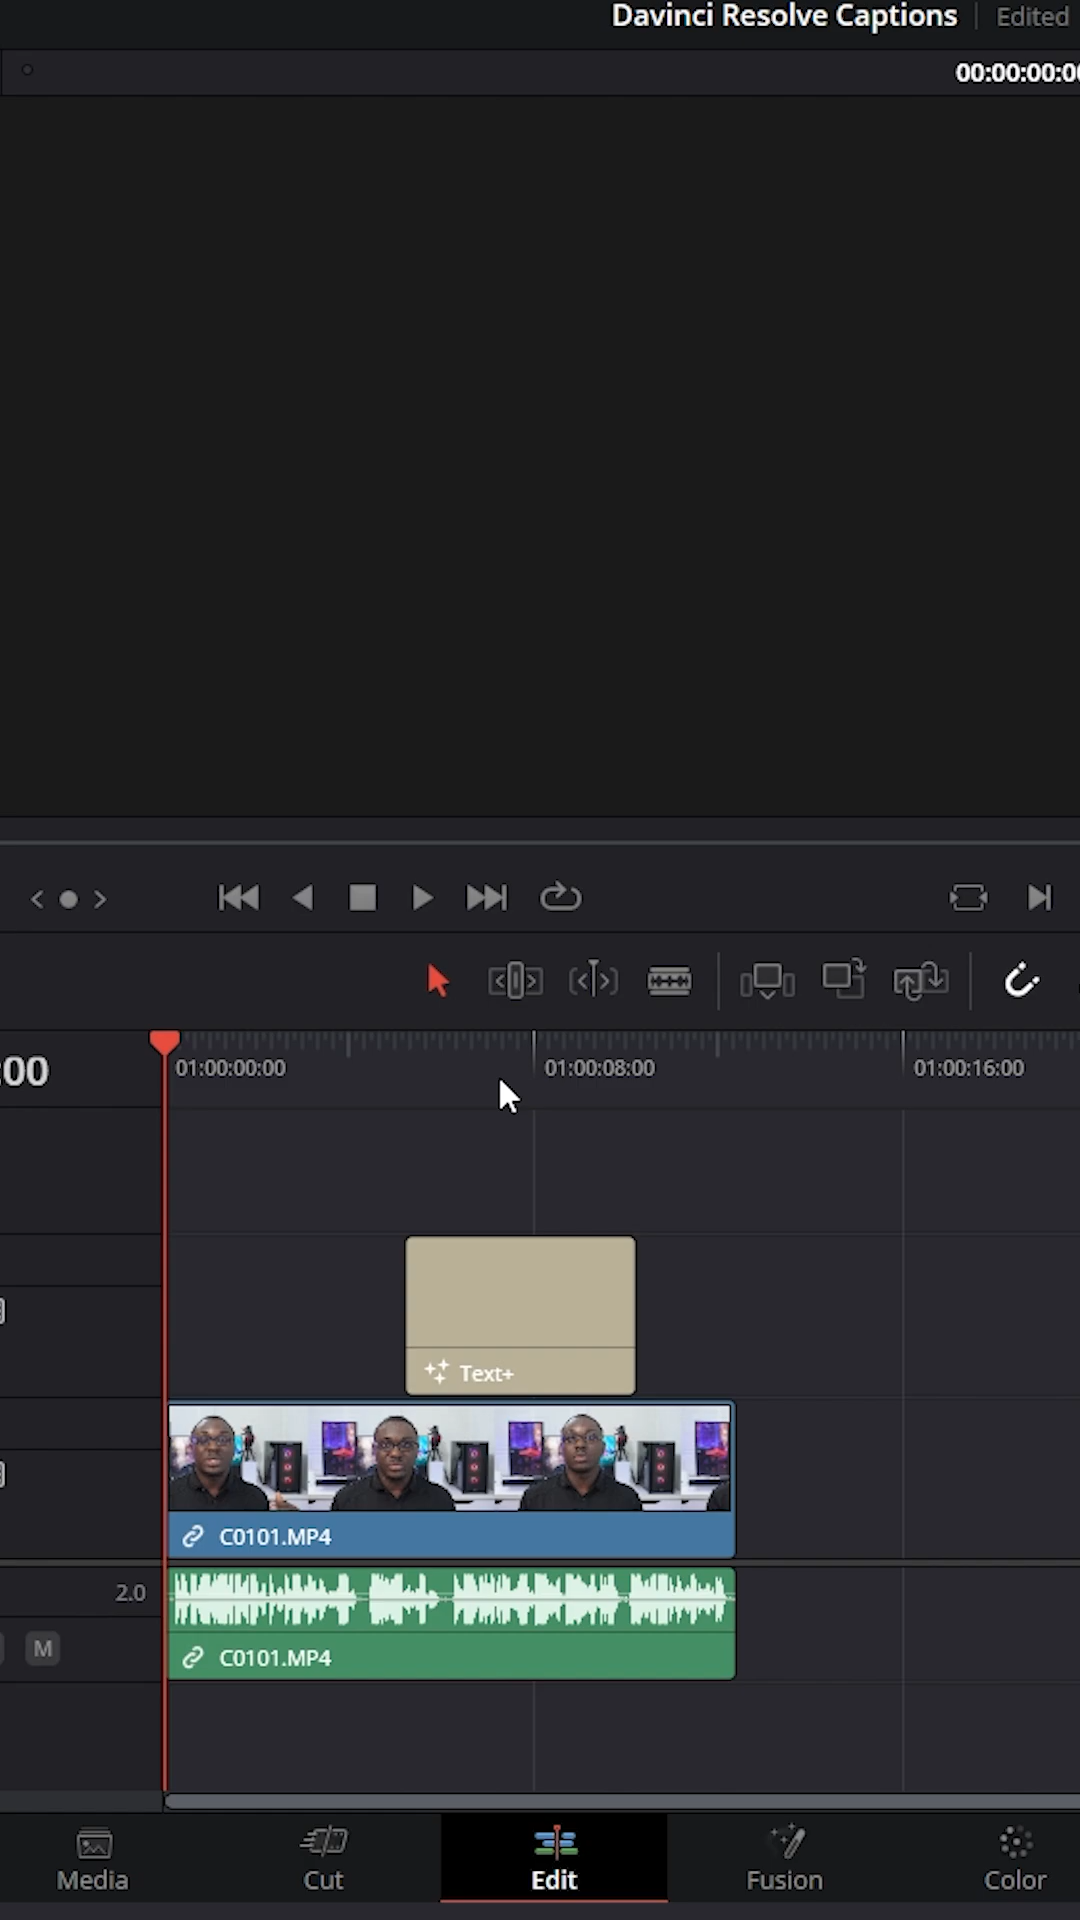 Davinci Resolve Captions | Edited
00:00:00:0
:00
01:00:00:00
01:00:08:00
01:00:16:00
Text+
C0101.MP4
2.0
M
C0101.MP4
Media
Cut
Edit
Fusion
Color